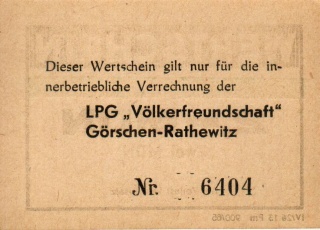 Dieser Wertschein gilt nur für die in-
nerbetriebliche Verrechnung der
LPG „Völkerfreundschaft"
Görschen-Rathewitz
Nr. 6404